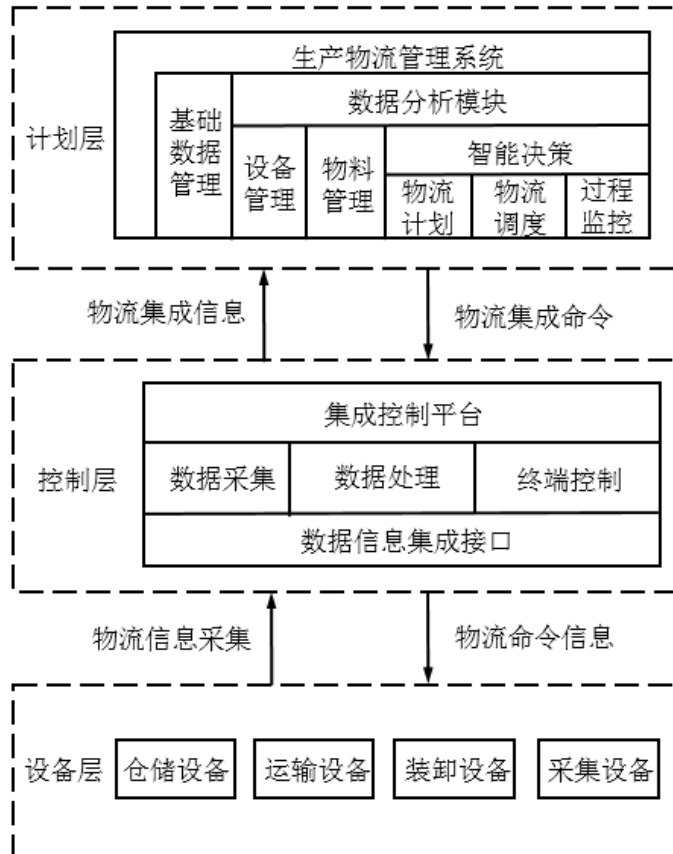 生产物流管理系统
数据分析模块
基础
数据
管理
计划层
智能决策
设备
管理
物料
管理
物流
计划
物流
调度
过程
监控
物流集成信息
物流集成命令
集成控制平台
控制层
数据采集
数据处理
终端控制
数据信息集成接口
物流信息采集
物流命令信息
设备层
仓储设备
运输设备
装卸设备
采集设备